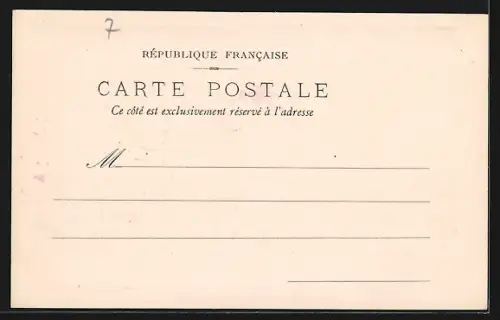 7
RÉPUBLIQUE FRANÇAISE
CARTE POSTALE
Ce côté est exclusivement réservé à l'adresse
M